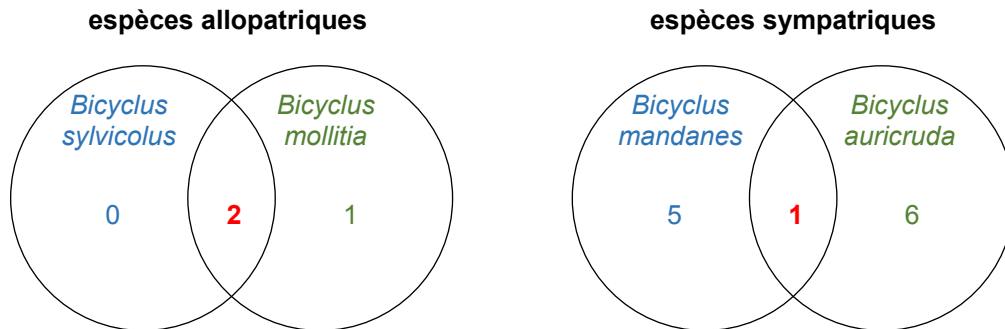 espèces allopatriques
Bicyclus
sylvicolus
Bicyclus
mollitia
0
2
1
espèces sympatriques
Bicyclus
mandanes
Bicyclus
auricruda
5
1
6